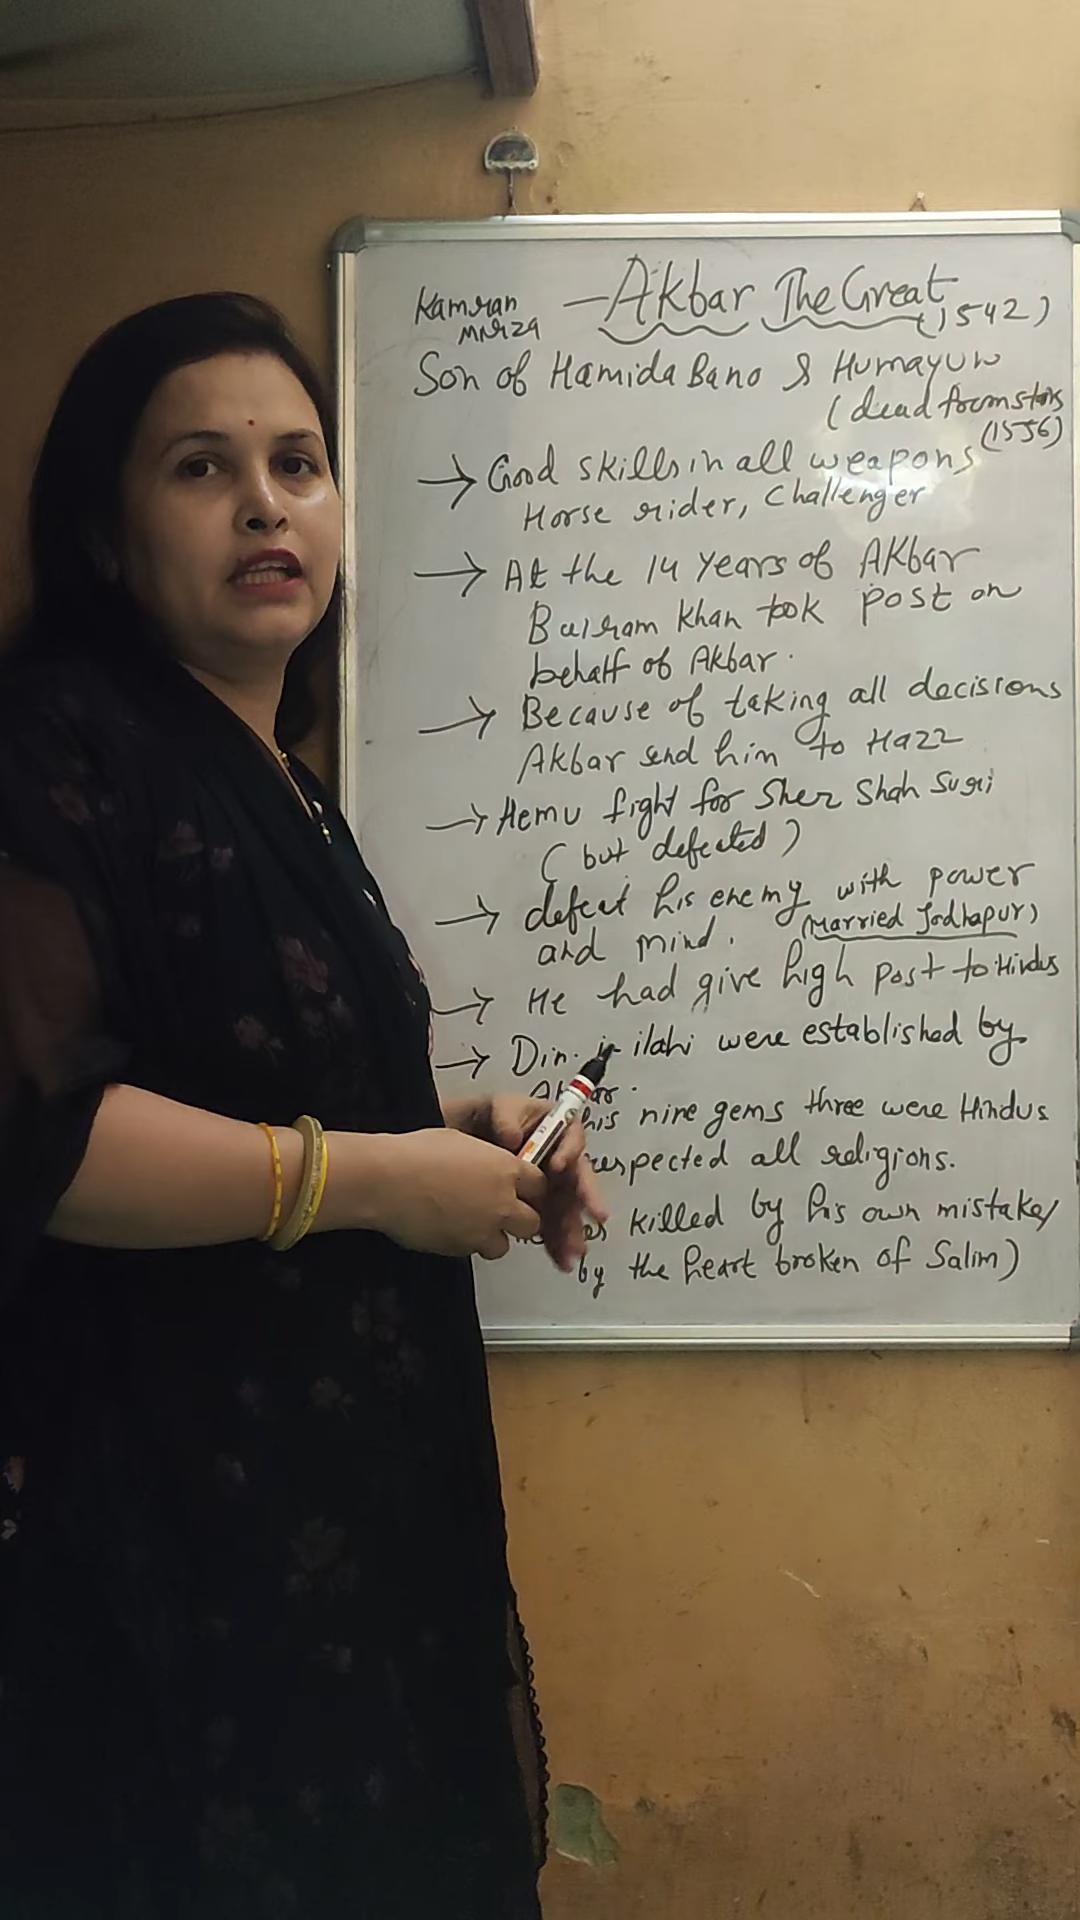 Kamran — Akbar The Great
Mirza (1542)
Son of Hamida Bano & Humayun
(dead from stairs
(1556)
→ Good skills in all weapons
Horse rider, Challenger
→ At the 14 years of Akbar
Bairam Khan took post on
behalf of Akbar.
→ Because of taking all decisions
Akbar send him to Hazz
→ Hemu fight for Sher Shah Suri
(but defeated)
→ defeat his enemy with power
and mind. (Married Jodhapur)
→ He had give high post to Hindus
→ Din. i- ilahi were established by
his nine gems three were Hindus
respected all religions.
killed by his own mistake/
by the heart broken of Salim)